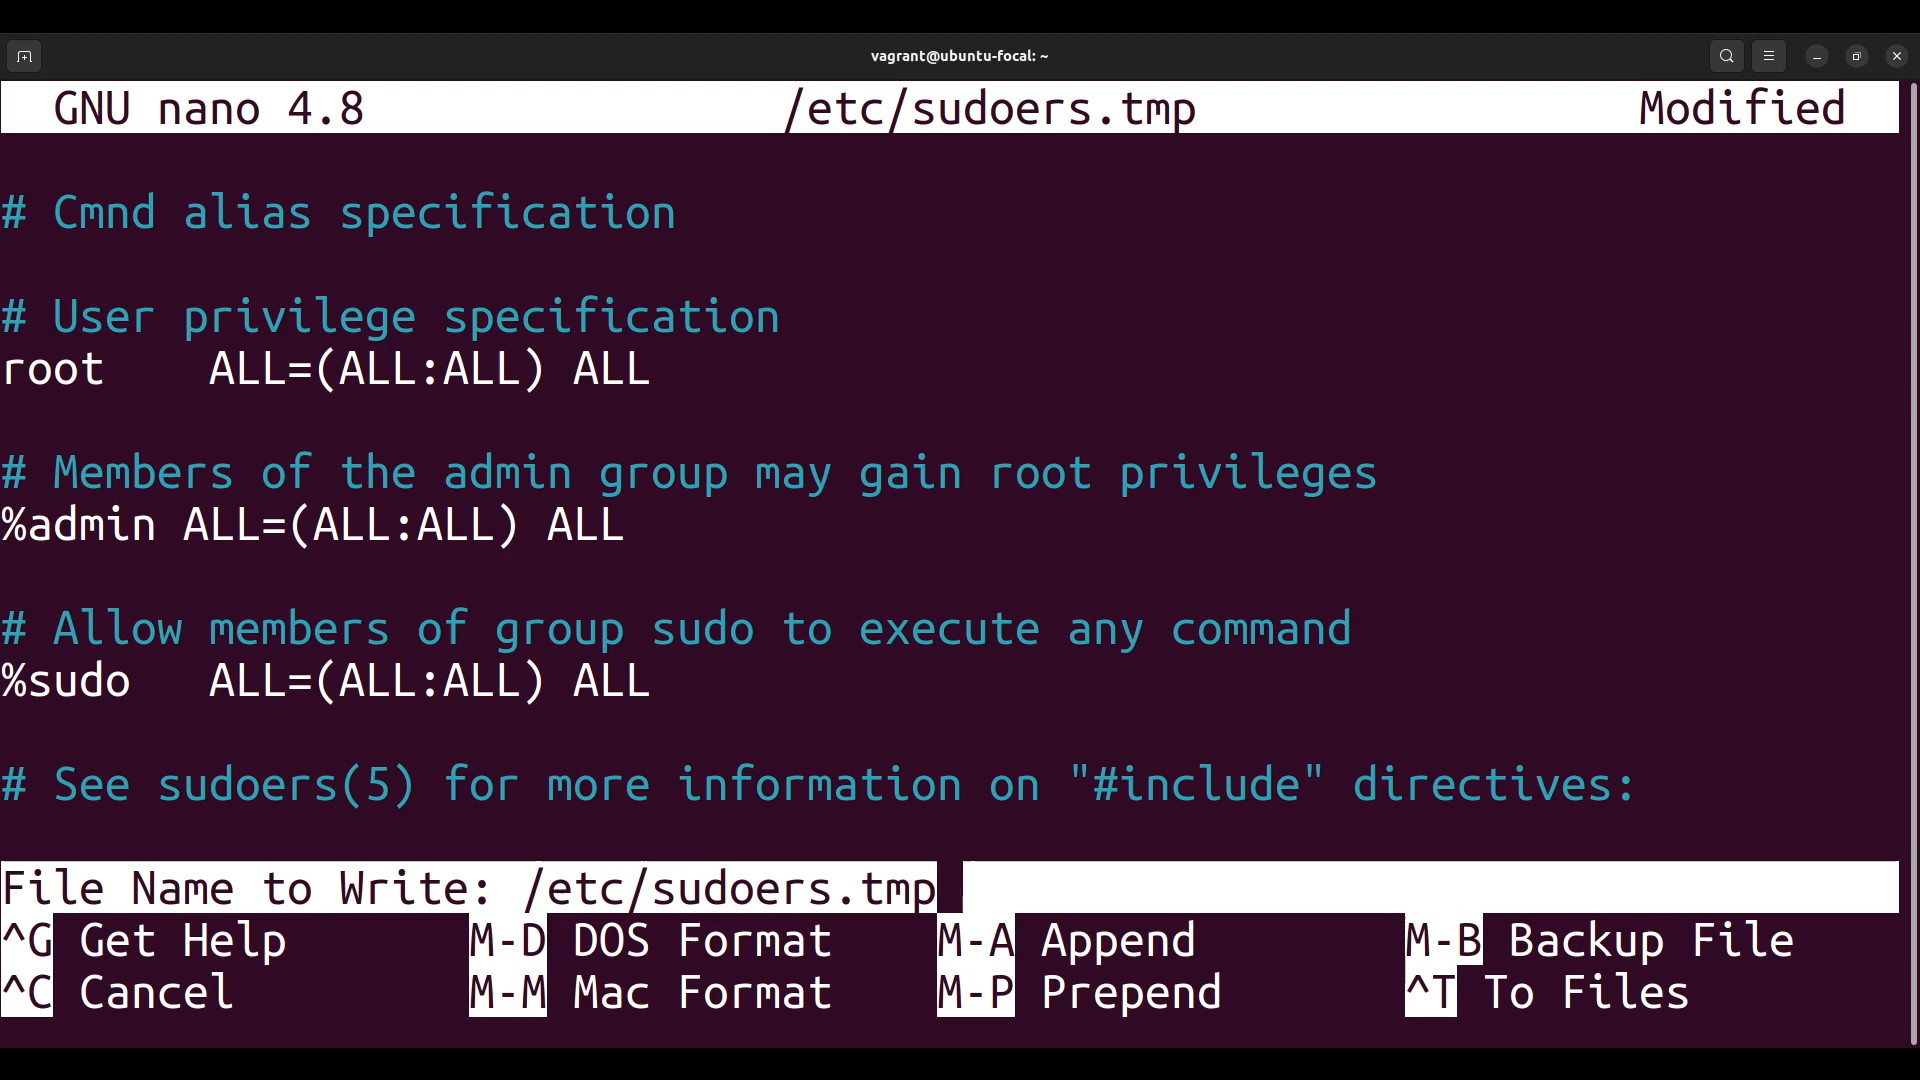 vagrant@ubuntu-focal: ~
GNU nano 4.8 /etc/sudoers.tmp Modified
# Cmnd alias specification
# User privilege specification
root    ALL=(ALL:ALL) ALL
# Members of the admin group may gain root privileges
%admin ALL=(ALL:ALL) ALL
# Allow members of group sudo to execute any command
%sudo   ALL=(ALL:ALL) ALL
# See sudoers(5) for more information on "#include" directives:
File Name to Write: /etc/sudoers.tmp
^G Get Help M-D DOS Format M-A Append M-B Backup File
^C Cancel M-M Mac Format M-P Prepend ^T To Files